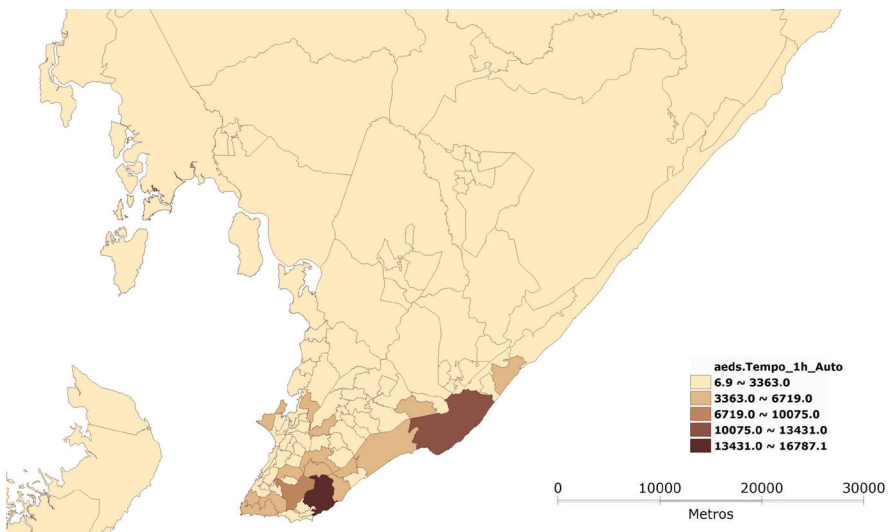 aeds.Tempo_1h_Auto
6.9 ~ 3363.0
3363.0 ~ 6719.0
6719.0 ~ 10075.0
10075.0 ~ 13431.0
13431.0 ~ 16787.1
0 10000 20000 30000
Metros